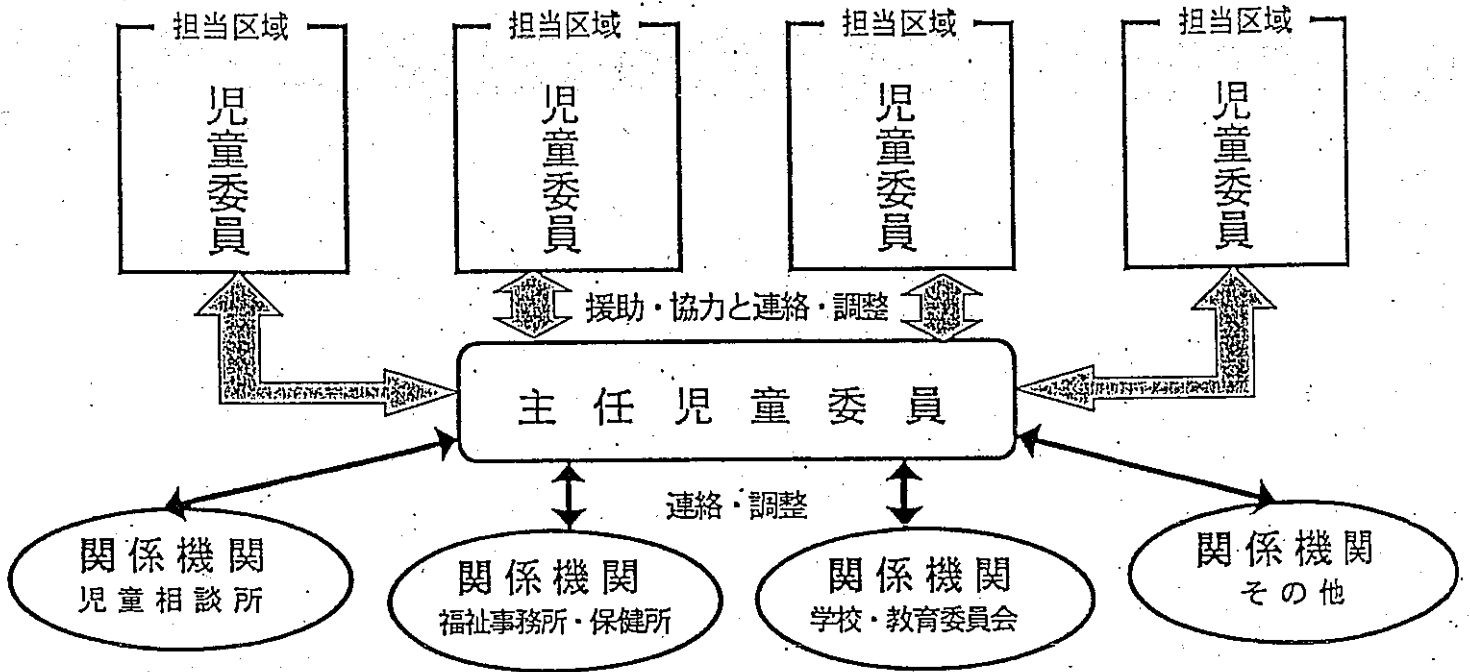 担当区域
担当区域
担当区域
担当区域
児童委員
児童委員
児童委員
児童委員
援助・協力と連絡・調整
主任児童委員
連絡・調整
関係機関
児童相談所
関係機関
福祉事務所・保健所
関係機関
学校・教育委員会
関係機関
その他